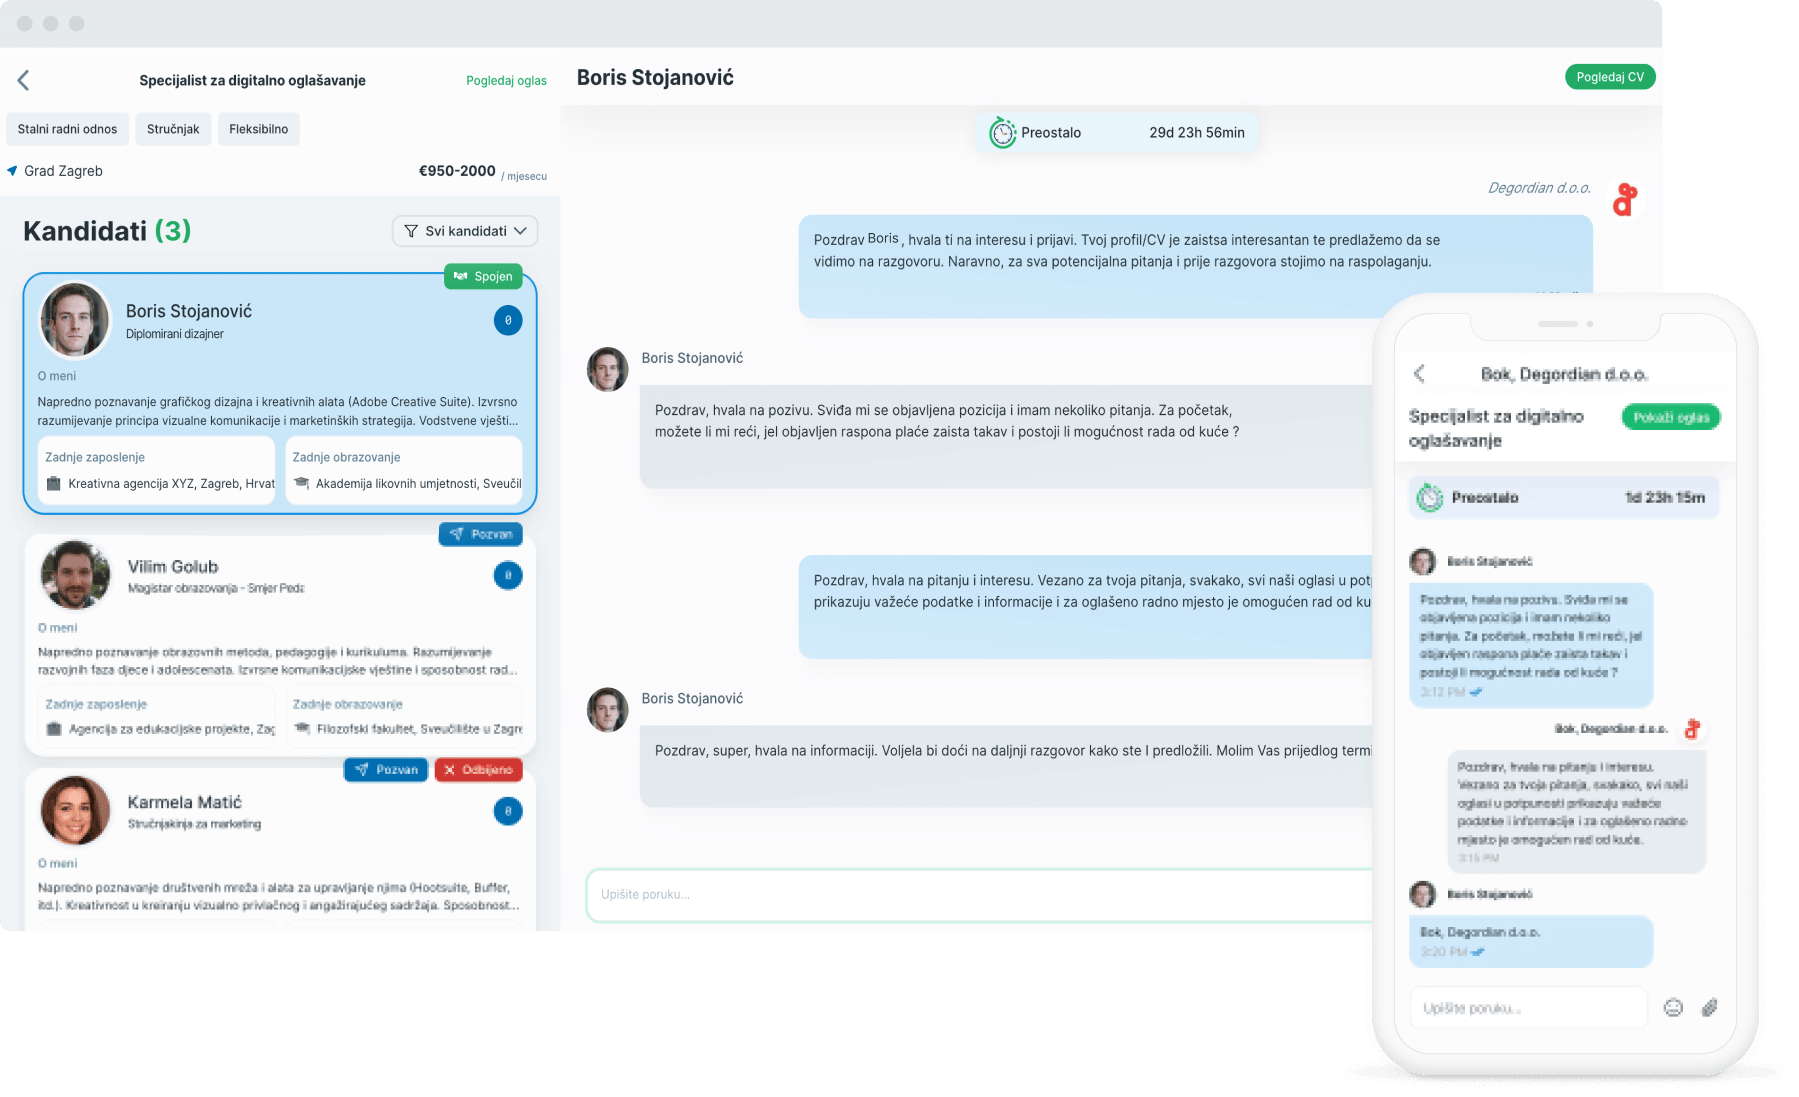 Specijalist za digitalno oglašavanje
Pogledaj oglas
Stalni radni odnos
Stručnjak
Fleksibilno
Grad Zagreb
€950-2000 / mjesecu
Kandidati (3)
Svi kandidati
Spojen
Boris Stojanović
Diplomirani dizajner
0
O meni
Napredno poznavanje grafičkog dizajna i kreativnih alata (Adobe Creative Suite). Izvrsno
razumijevanje principa vizualne komunikacije i marketinških strategija. Vodstvene vješti...
Zadnje zaposlenje
Kreativna agencija XYZ, Zagreb, Hrvat
Zadnje obrazovanje
Akademija likovnih umjetnosti, Sveučil
Pozvan
Vilim Golub
Magistar obrazovanja - Smjer Peda
0
O meni
Napredno poznavanje obrazovnih metoda, pedagogije i kurikuluma. Razumijevanje
razvojnih faza djece i adolescenata. Izvrsne komunikacijske vještine i sposobnost rad...
Zadnje zaposlenje
Agencija za edukacijske projekte, Zag
Zadnje obrazovanje
Filozofski fakultet, Sveučilište u Zagre
Pozvan
Odbijeno
Karmela Matić
Stručnjakinja za marketing
0
O meni
Napredno poznavanje društvenih mreža i alata za upravljanje njima (Hootsuite, Buffer,
itd.). Kreativnost u kreiranju vizualno privlačnog i angažirajućeg sadržaja. Sposobnost...
Boris Stojanović
Pogledaj CV
Preostalo 29d 23h 56min
Degordian d.o.o.
Pozdrav Boris, hvala ti na interesu i prijavi. Tvoj profil/CV je zaistsa interesantan te predlažemo da se
vidimo na razgovoru. Naravno, za sva potencijalna pitanja i prije razgovora stojimo na raspolaganju.
Boris Stojanović
Pozdrav, hvala na pozivu. Sviđa mi se objavljena pozicija i imam nekoliko pitanja. Za početak,
možete li mi reći, jel objavljen raspona plaće zaista takav i postoji li mogućnost rada od kuće ?
Pozdrav, hvala na pitanju i interesu. Vezano za tvoja pitanja, svakako, svi naši oglasi u potp
prikazuju važeće podatke i informacije i za oglašeno radno mjesto je omogućen rad od ku
Boris Stojanović
Pozdrav, super, hvala na informaciji. Voljela bi doći na daljnji razgovor kako ste I predložili. Molim Vas prijedlog termi
Upišite poruku...
Bok, Degordian d.o.o.
Specijalist za digitalno
oglašavanje
Pokaži oglas
Preostalo 1d 23h 15m
Boris Stojanović
Pozdrav, hvala na pozivu. Sviđa mi se
objavljena pozicija i imam nekoliko
pitanja. Za početak, možete li mi reći, jel
objavljen raspona plaće zaista takav i
postoji li mogućnost rada od kuće ?
3:12 PM
Bok, Degordian d.o.o.
Pozdrav, hvala na pitanju i interesu.
Vezano za tvoja pitanja, svakako, svi naši
oglasi u potpunosti prikazuju važeće
podatke i informacije i za oglašeno radno
mjesto je omogućen rad od kuće.
3:15 PM
Boris Stojanović
Bok, Degordian d.o.o.
3:20 PM
Upišite poruku...